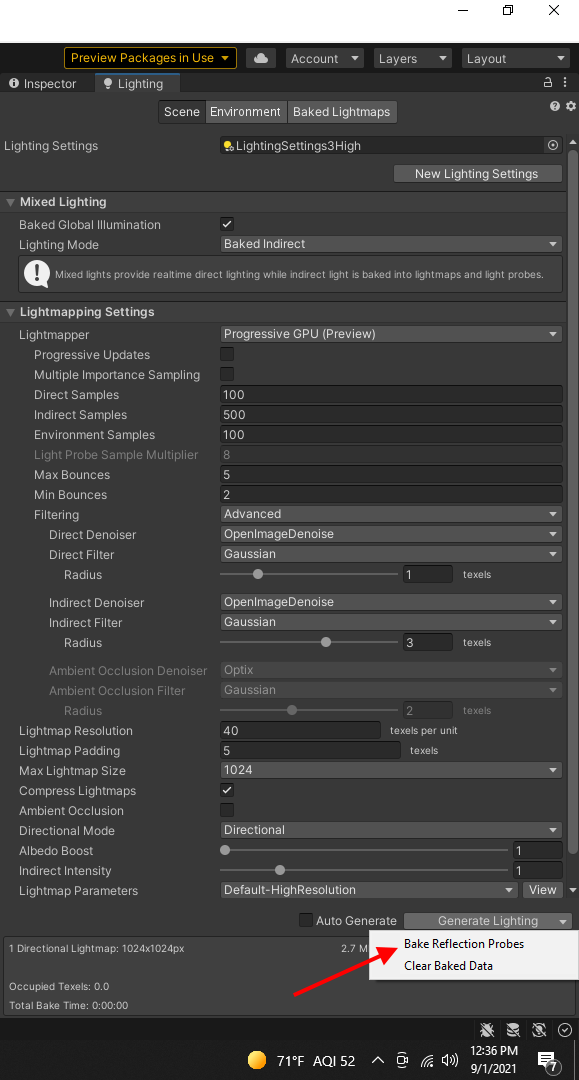 Preview Packages in Use
Account
Layers
Layout
Inspector
Lighting
Scene
Environment
Baked Lightmaps
Lighting Settings
LightingSettings3High
New Lighting Settings
Mixed Lighting
Baked Global Illumination
Lighting Mode
Baked Indirect
Mixed lights provide realtime direct lighting while indirect light is baked into lightmaps and light probes.
Lightmapping Settings
Lightmapper
Progressive GPU (Preview)
Progressive Updates
Multiple Importance Sampling
Direct Samples
100
Indirect Samples
500
Environment Samples
100
Light Probe Sample Multiplier
8
Max Bounces
5
Min Bounces
2
Filtering
Advanced
Direct Denoiser
OpenImageDenoise
Direct Filter
Gaussian
Radius
1
texels
Indirect Denoiser
OpenImageDenoise
Indirect Filter
Gaussian
Radius
3
texels
Ambient Occlusion Denoiser
Optix
Ambient Occlusion Filter
Gaussian
Radius
2
texels
Lightmap Resolution
40
texels per unit
Lightmap Padding
5
texels
Max Lightmap Size
1024
Compress Lightmaps
Ambient Occlusion
Directional Mode
Directional
Albedo Boost
1
Indirect Intensity
1
Lightmap Parameters
Default-HighResolution
View
Auto Generate
Generate Lighting
Bake Reflection Probes
Clear Baked Data
1 Directional Lightmap: 1024x1024px
2.7 M
Occupied Texels: 0.0
Total Bake Time: 0:00:00
71°F AQI 52
12:36 PM
9/1/2021
7